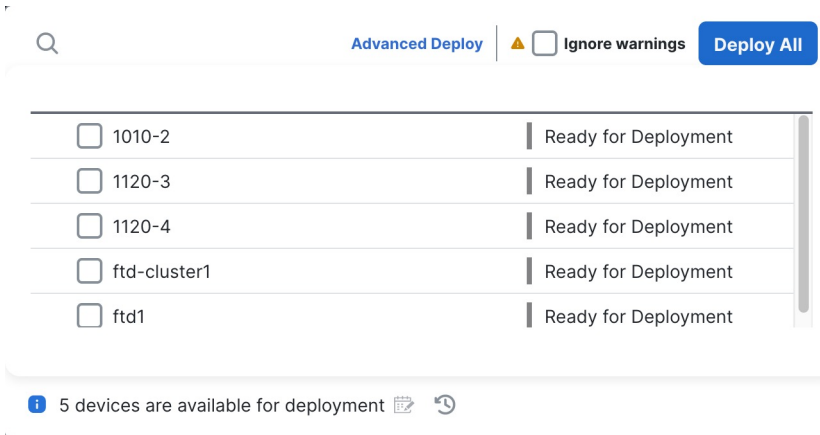 Advanced Deploy Ignore warnings Deploy All
1010-2 Ready for Deployment
1120-3 Ready for Deployment
1120-4 Ready for Deployment
ftd-cluster1 Ready for Deployment
ftd1 Ready for Deployment
5 devices are available for deployment